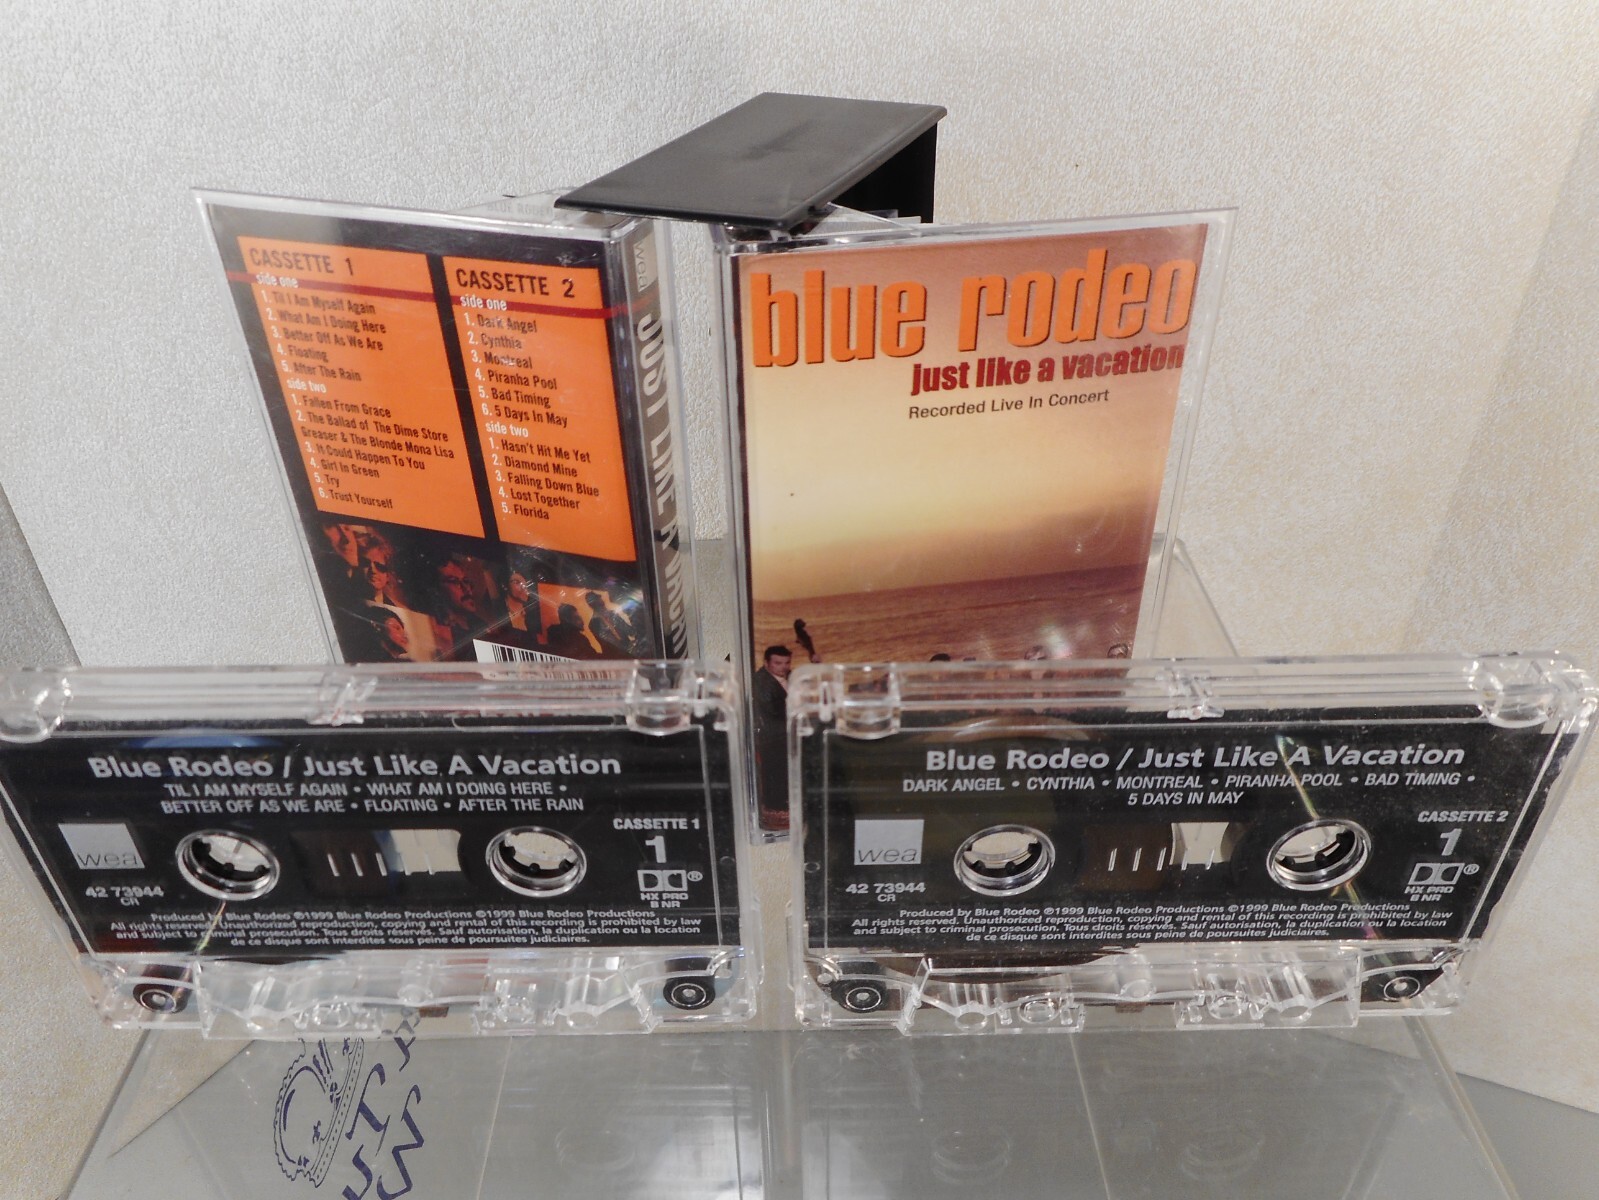 CASSETTE 1
side one
1. Til I Am Myself Again
2. What Am I Doing Here
3. Better Off As We Are
4. Floating
5. After The Rain
side two
1. Fallen From Grace
2. The Ballad of The Dime Store
Greaser & The Blonde Mona Lisa
3. It Could Happen To You
4. Girl In Green
5. Try
6. Trust Yourself
CASSETTE 2
side one
1. Dark Angel
2. Cynthia
3. Montreal
4. Piranha Pool
5. Bad Timing
6. 5 Days In May
side two
1. Hasn't Hit Me Yet
2. Diamond Mine
3. Falling Down Blue
4. Lost Together
5. Florida
wea
JUST LIKE A
blue rodeo
just like a vacation
Recorded Live In Concert
Blue Rodeo / Just Like A Vacation
TIL I AM MYSELF AGAIN • WHAT AM I DOING HERE •
BETTER OFF AS WE ARE • FLOATING • AFTER THE RAIN
CASSETTE 1
1
wea
42 73944
CR
HX PRO
B NR
Produced by Blue Rodeo ℗1999 Blue Rodeo Productions ©1999 Blue Rodeo Productions
All rights reserved. Unauthorized reproduction, copying and rental of this recording is prohibited by law
and subject to criminal prosecution. Tous droits réservés. Sauf autorisation, la duplication ou la location
de ce disque sont interdites sous peine de poursuites judiciaires.
Blue Rodeo / Just Like A Vacation
DARK ANGEL • CYNTHIA • MONTREAL • PIRANHA POOL • BAD TIMING •
5 DAYS IN MAY
CASSETTE 2
1
wea
42 73944
CR
HX PRO
B NR
Produced by Blue Rodeo ℗1999 Blue Rodeo Productions ©1999 Blue Rodeo Productions
All rights reserved. Unauthorized reproduction, copying and rental of this recording is prohibited by law
and subject to criminal prosecution. Tous droits réservés. Sauf autorisation, la duplication ou la location
de ce disque sont interdites sous peine de poursuites judiciaires.